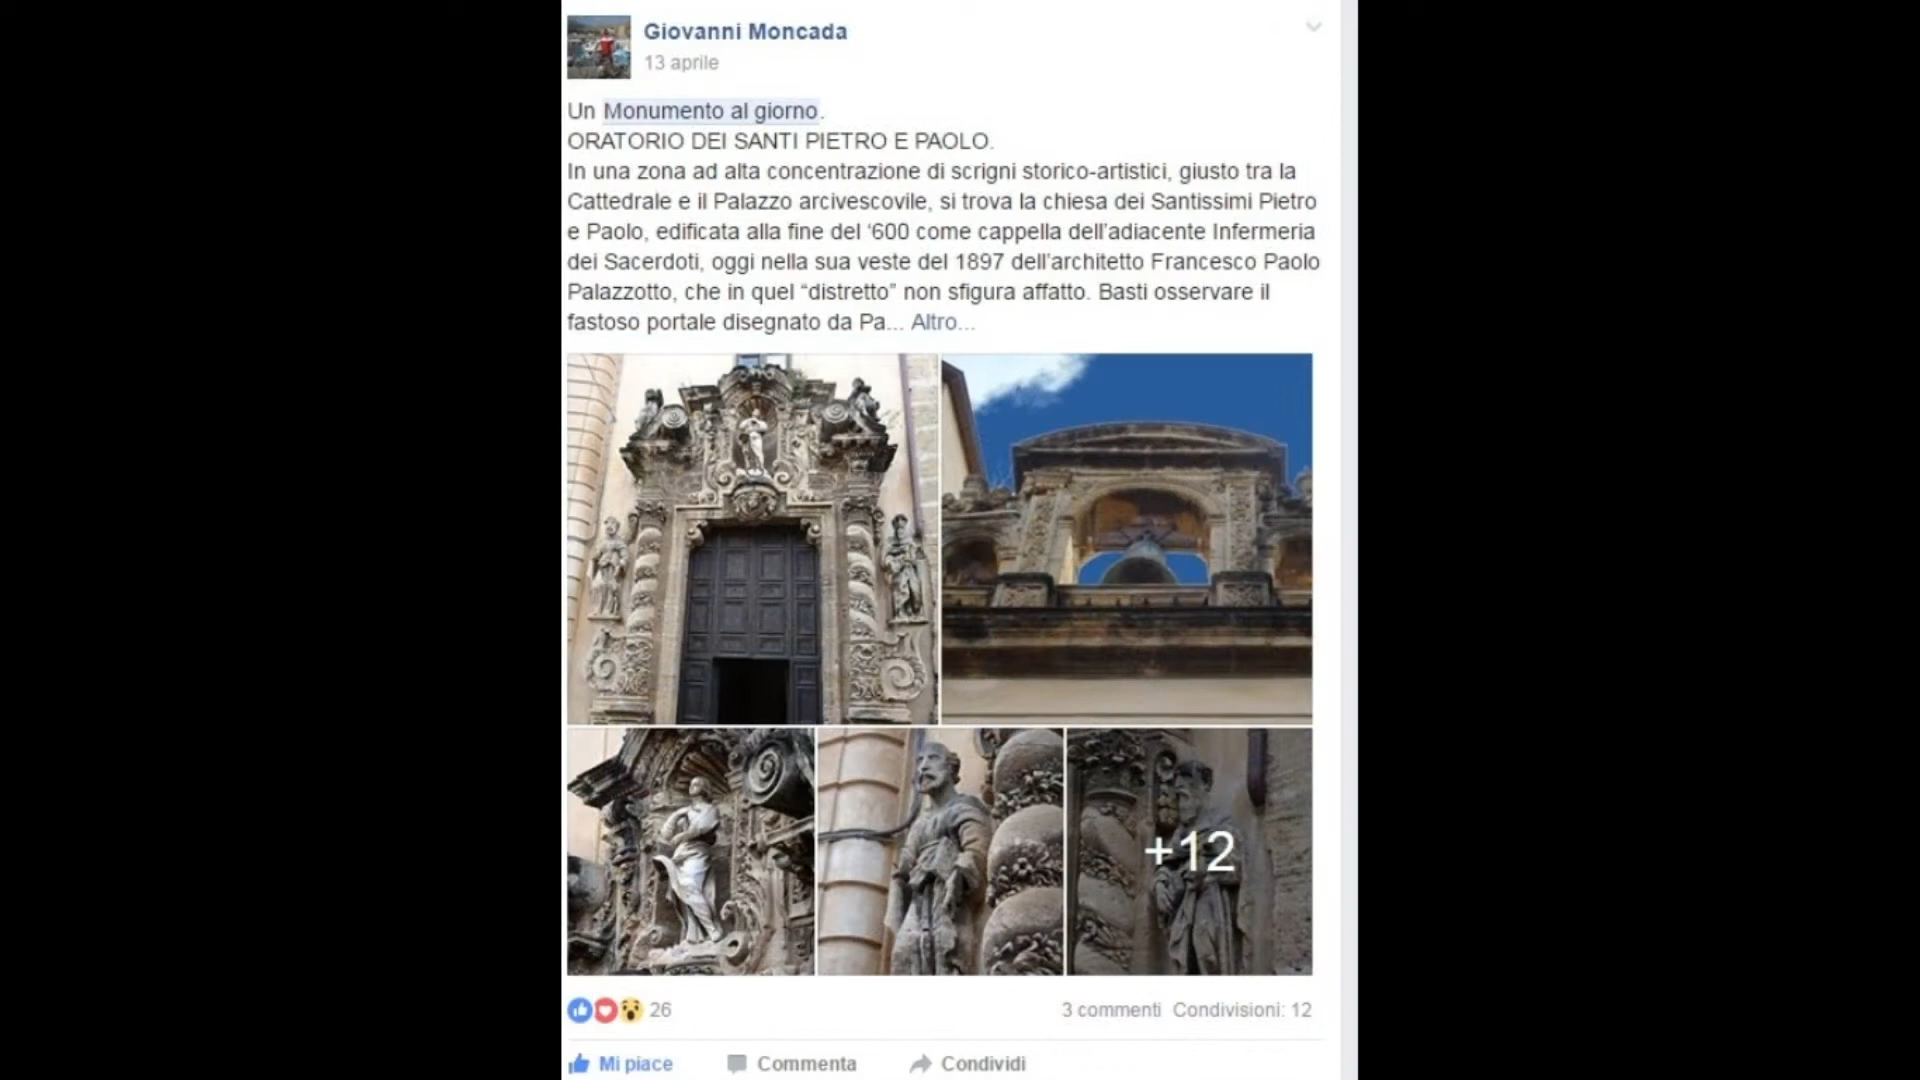 Giovanni Moncada
13 aprile
Un Monumento al giorno.
ORATORIO DEI SANTI PIETRO E PAOLO.
In una zona ad alta concentrazione di scrigni storico-artistici, giusto tra la
Cattedrale e il Palazzo arcivescovile, si trova la chiesa dei Santissimi Pietro
e Paolo, edificata alla fine del ‘600 come cappella dell’adiacente Infermeria
dei Sacerdoti, oggi nella sua veste del 1897 dell’architetto Francesco Paolo
Palazzotto, che in quel “distretto” non sfigura affatto. Basti osservare il
fastoso portale disegnato da Pa... Altro...
+12
26
3 commenti Condivisioni: 12
Mi piace Commenta Condividi